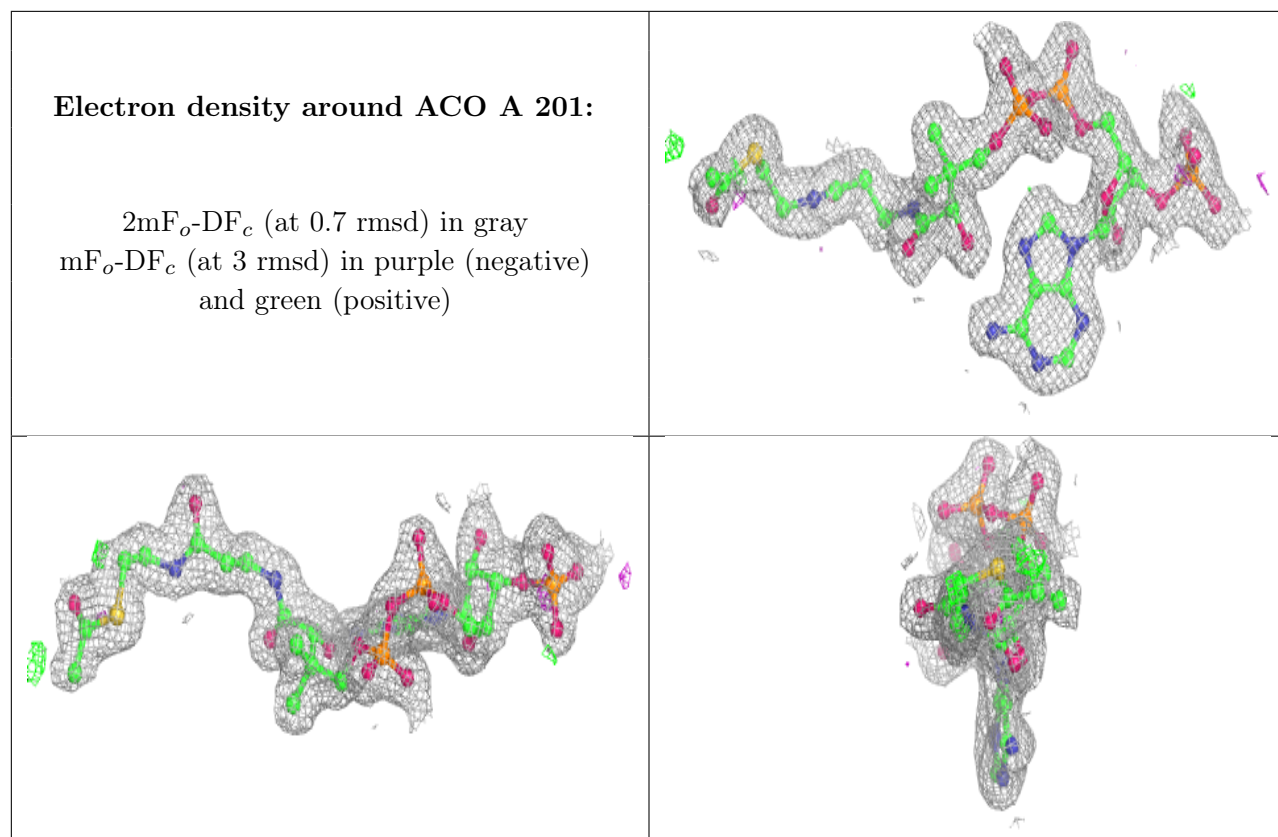 Electron density around ACO A 201:
2mFo-DFc (at 0.7 rmsd) in gray
mFo-DFc (at 3 rmsd) in purple (negative)
and green (positive)